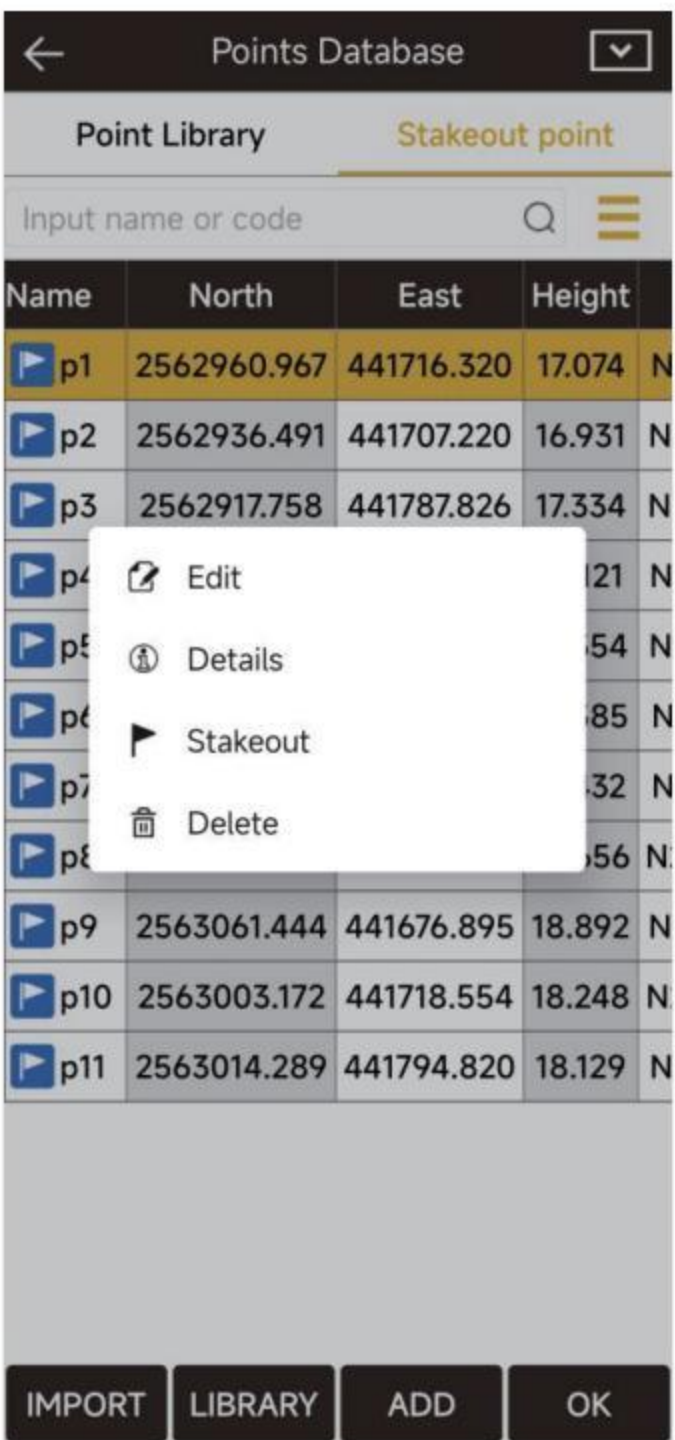 Points Database
Point Library Stakeout point
Input name or code
Name North East Height
p1 2562960.967 441716.320 17.074 N
p2 2562936.491 441707.220 16.931 N
p3 2562917.758 441787.826 17.334 N
Edit
Details
Stakeout
Delete
p9 2563061.444 441676.895 18.892 N
p10 2563003.172 441718.554 18.248 N
p11 2563014.289 441794.820 18.129 N
IMPORT LIBRARY ADD OK